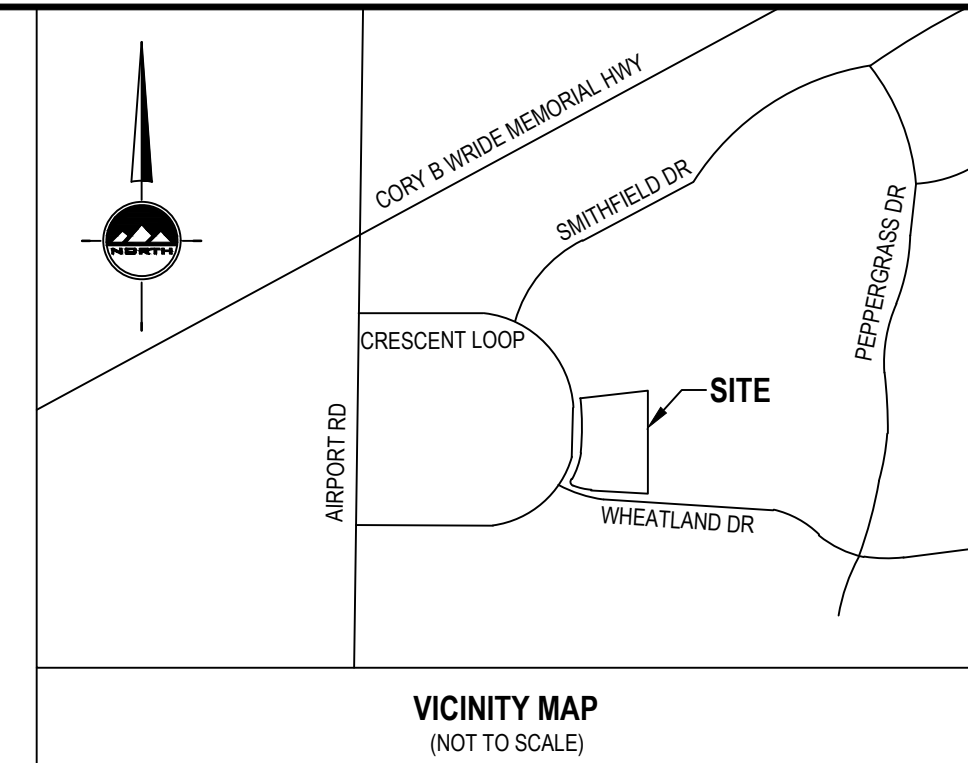 CORY B WRIDE MEMORIAL HWY
SMITHFIELD DR
PEPPERGRASS DR
NORTH
CRESCENT LOOP
SITE
AIRPORT RD
WHEATLAND DR
VICINITY MAP
(NOT TO SCALE)